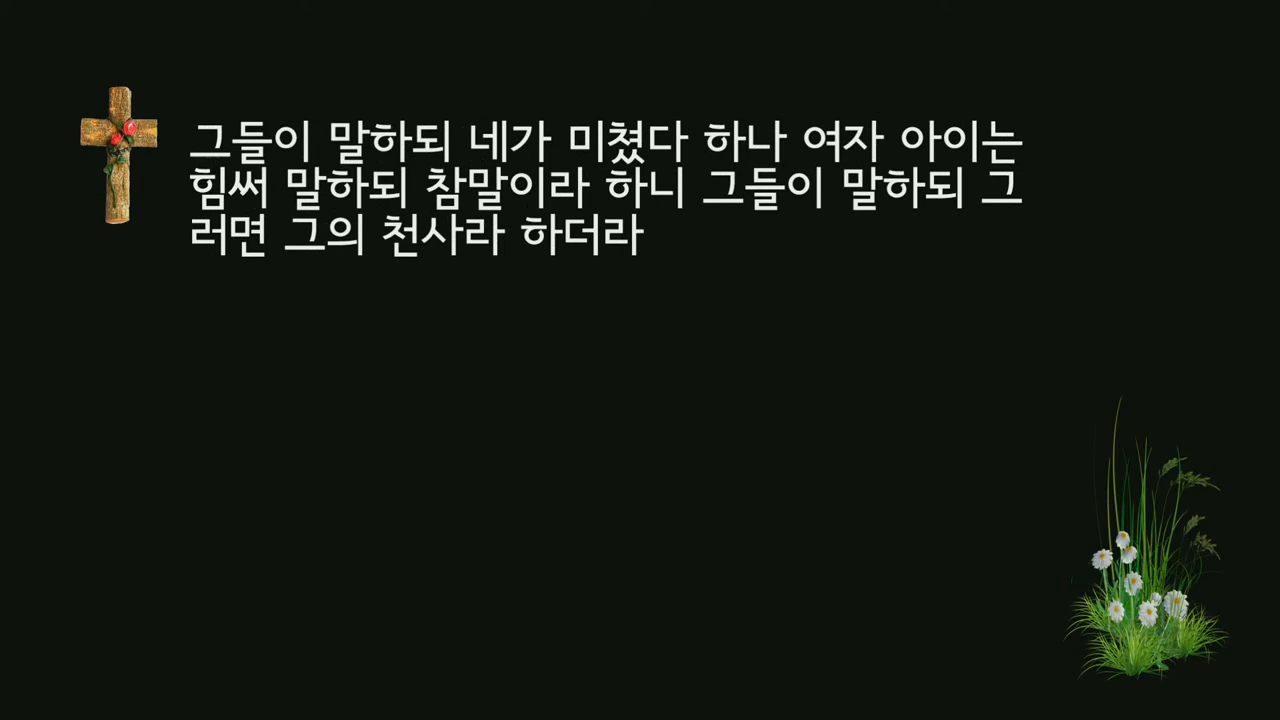 그들이 말하되 네가 미쳤다 하나 여자 아이는
힘써 말하되 참말이라 하니 그들이 말하되 그
러면 그의 천사라 하더라